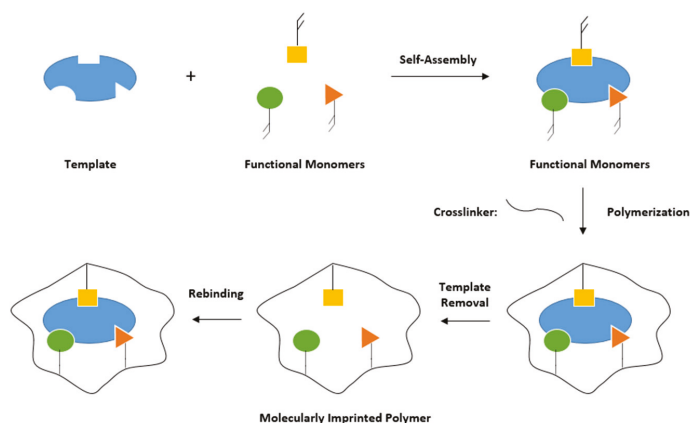 +
Self-Assembly
Template
Functional Monomers
Functional Monomers
Crosslinker:
Polymerization
Rebinding
Template
Removal
Molecularly Imprinted Polymer